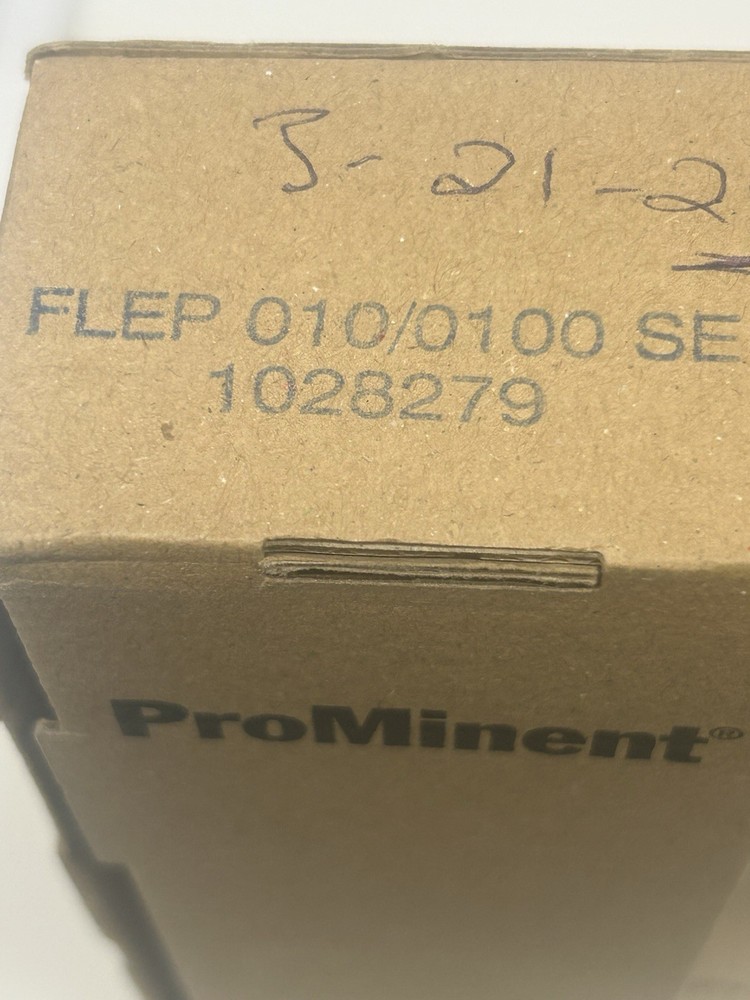 3-21-2
FLEP 010/0100 SE
1028279
ProMinent®